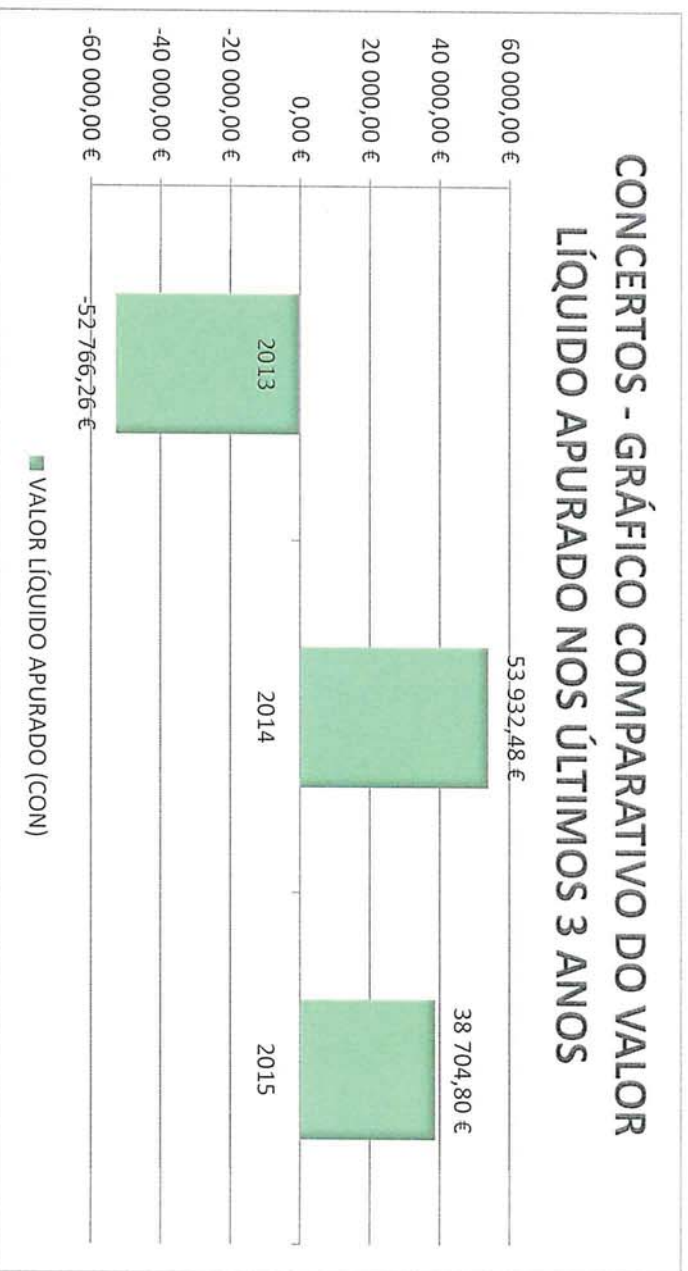 CONCERTOS - GRÁFICO COMPARATIVO DO VALOR
LÍQUIDO APURADO NOS ÚLTIMOS 3 ANOS
60 000,00 €
40 000,00 €
20 000,00 €
0,00 €
-20 000,00 €
-40 000,00 €
-60 000,00 €
53 932,48 €
38 704,80 €
2013
2014
2015
-52 766,26 €
VALOR LÍQUIDO APURADO (CON)